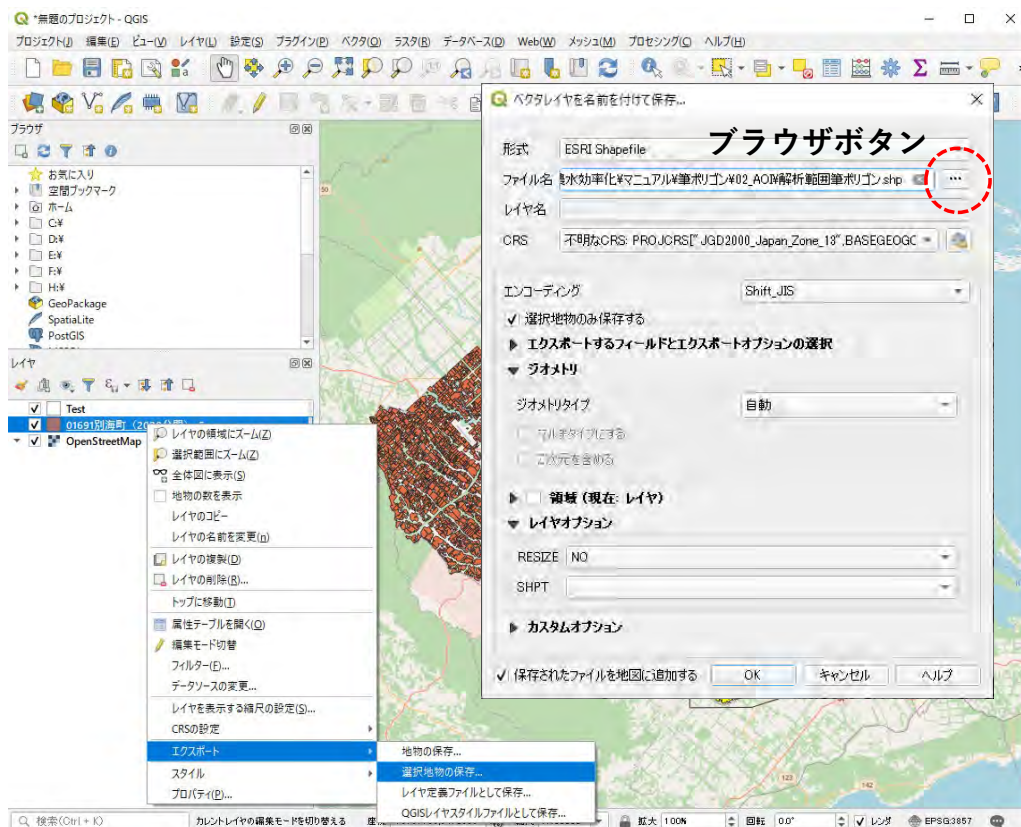 *無題のプロジェクト - QGIS
プロジェクト(J) 編集(E) ビュー(V) レイヤ(L) 設定(S) プラグイン(P) ベクタ(O) ラスタ(R) データベース(D) Web(W) メッシュ(M) プロセシング(C) ヘルプ(H)
ブラウザ
お気に入り
空間ブックマーク
ホーム
C:¥
D:¥
E:¥
F:¥
H:¥
GeoPackage
SpatiaLite
PostGIS
レイヤ
Test
01691別海町
OpenStreetMap
レイヤの領域にズーム(Z)
選択範囲にズーム(Z)
全体図に表示(S)
地物の数を表示
レイヤのコピー
レイヤの名前を変更(n)
レイヤの複製(D)
レイヤの削除(R)...
トップに移動(T)
属性テーブルを開く(O)
編集モード切替
フィルター(F)...
データソースの変更...
レイヤを表示する縮尺の設定(S)...
CRSの設定
エクスポート
スタイル
プロパティ(P)...
地物の保存...
選択地物の保存...
レイヤ定義ファイルとして保存...
QGISレイヤスタイルファイルとして保存...
ベクタレイヤを名前を付けて保存...
ブラウザボタン
形式 ESRI Shapefile
ファイル名 水効率化¥マニュアル¥筆ポリゴン¥02_AOI¥解析範囲筆ポリゴン.shp ...
レイヤ名
CRS 不明なCRS: PROJCRS["JGD2000_Japan_Zone_13",BASEGEOGC
エンコーディング Shift_JIS
選択地物のみ保存する
エクスポートするフィールドとエクスポートオプションの選択
ジオメトリ
ジオメトリタイプ 自動
マルチタイプにする
Z次元を含める
領域 (現在: レイヤ)
レイヤオプション
RESIZE NO
SHPT
カスタムオプション
保存されたファイルを地図に追加する OK キャンセル ヘルプ
50
123
142
検索(Ctrl + K) カレントレイヤの編集モードを切り替える 拡大 100% 回転 0.0° レンダ EPSG:3857